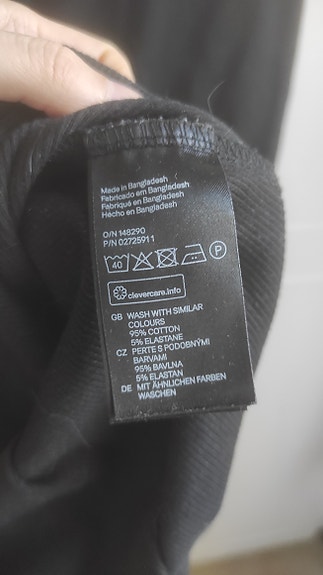 Made in Bangladesh
Fabricado em Bangladesh
Fabriqué en Bangladesh
Hecho en Bangladesh
O/N 148290
P/N 02725911
40 P
clevercare.info
GB WASH WITH SIMILAR
COLOURS
95% COTTON
5% ELASTANE
CZ PERTE S PODOBNÝMI
BARVAMI
95% BAVLNA
5% ELASTAN
DE MIT ÄHNLICHEN FARBEN
WASCHEN